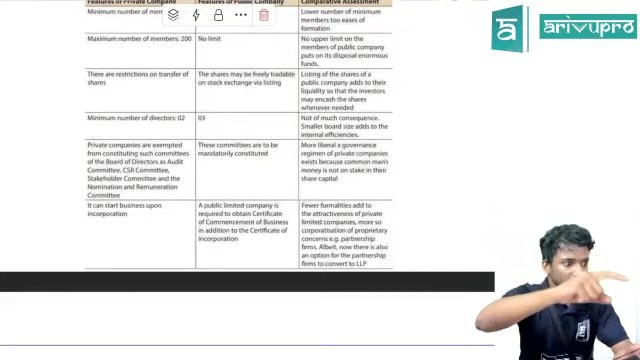 Features of Private Company
Features of Public Company
Comparative Assessment
Minimum number of
Lower number of minimum
members too eases of
formation
Maximum number of members: 200
No limit
No upper limit on the
members of public company
puts on its disposal enormous
funds.
There are restrictions on transfer of
shares
The shares may be freely tradable
on stock exchange via listing
Listing of the shares of a
public company adds to their
liquidity so that the investors
may encash the shares
whenever needed
Minimum number of directors: 02
03
Not of much consequence.
Smaller board size adds to the
internal efficiencies.
Private companies are exempted
from constituting such committees
of the Board of Directors as Audit
Committee, CSR Committee,
Stakeholder Committee and the
Nomination and Remuneration
Committee
These committees are to be
mandatorily constituted
More liberal a governance
regimen of private companies
exists because common man's
money is not on stake in their
share capital
It can start business upon
incorporation
A public limited company is
required to obtain Certificate
of Commencement of Business
in addition to the Certificate of
Incorporation
Fewer formalities add to
the attractiveness of private
limited companies, more so
corporatisation of proprietary
concerns e.g. partnership
firms. Albeit, now there is also
an option for the partnership
firms to convert to LLP
ARIVUPRO